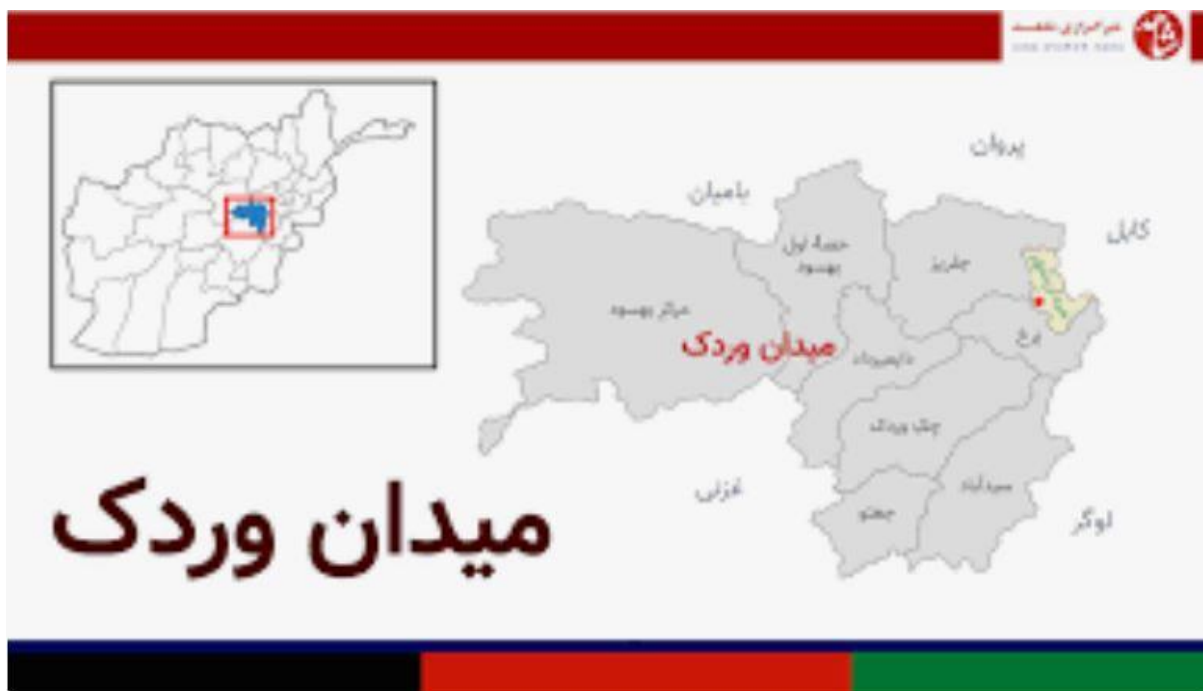 پروان
بامیان
کابل
حصهٔ اول
بهسود
جلریز
مرکز بهسود
میدان وردک
دایمیرداد
چک وردک
سیدآباد
جغتو
غزنی
لوگر
میدان وردک